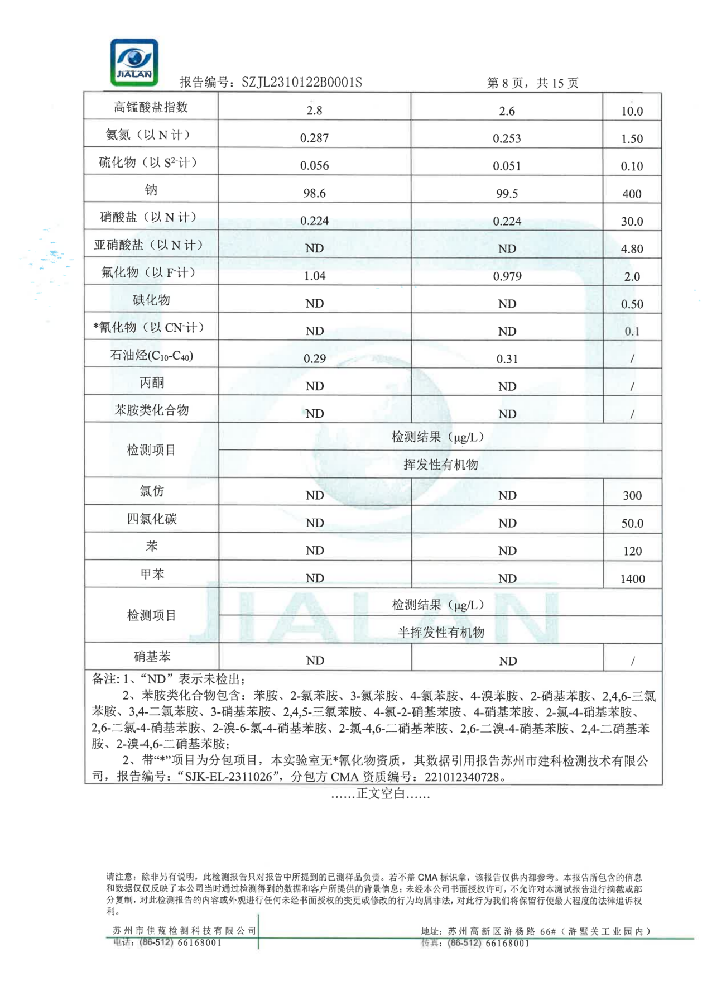 JIALAN
报告编号：SZJL2310122B0001S 第 8 页，共 15 页
高锰酸盐指数 2.8 2.6 10.0
氨氮（以 N 计） 0.287 0.253 1.50
硫化物（以 S²⁻计） 0.056 0.051 0.10
钠 98.6 99.5 400
硝酸盐（以 N 计） 0.224 0.224 30.0
亚硝酸盐（以 N 计） ND ND 4.80
氟化物（以 F⁻计） 1.04 0.979 2.0
碘化物 ND ND 0.50
*氰化物（以 CN⁻计） ND ND 0.1
石油烃(C₁₀-C₄₀) 0.29 0.31 /
丙酮 ND ND /
苯胺类化合物 ND ND /
检测项目 检测结果（μg/L）
挥发性有机物
氯仿 ND ND 300
四氯化碳 ND ND 50.0
苯 ND ND 120
甲苯 ND ND 1400
检测项目 检测结果（μg/L）
半挥发性有机物
硝基苯 ND ND /
JIALAN
备注: 1、“ND”表示未检出；
2、苯胺类化合物包含：苯胺、2-氯苯胺、3-氯苯胺、4-氯苯胺、4-溴苯胺、2-硝基苯胺、2,4,6-三氯
苯胺、3,4-二氯苯胺、3-硝基苯胺、2,4,5-三氯苯胺、4-氯-2-硝基苯胺、4-硝基苯胺、2-氯-4-硝基苯胺、
2,6-二氯-4-硝基苯胺、2-溴-6-氯-4-硝基苯胺、2-氯-4,6-二硝基苯胺、2,6-二溴-4-硝基苯胺、2,4-二硝基苯
胺、2-溴-4,6-二硝基苯胺；
2、带“*”项目为分包项目，本实验室无*氰化物资质，其数据引用报告苏州市建科检测技术有限公
司，报告编号：“SJK-EL-2311026”，分包方 CMA 资质编号：221012340728。
……正文空白……
请注意：除非另有说明，此检测报告只对报告中所提到的已测样品负责。若不盖 CMA 标识章，该报告仅供内部参考。本报告所包含的信息
和数据仅仅反映了本公司当时通过检测得到的数据和客户所提供的背景信息；未经本公司书面授权许可，不允许对本测试报告进行摘截或部
分复制，对此检测报告的内容或外观进行任何未经书面授权的变更或修改的行为均属非法，对此行为我们将保留行使最大程度的法律追诉权
利。
苏州市佳蓝检测科技有限公司 地址：苏州高新区浒杨路 66#（浒墅关工业园内）
电话：(86-512) 66168001 传真：(86-512) 66168001